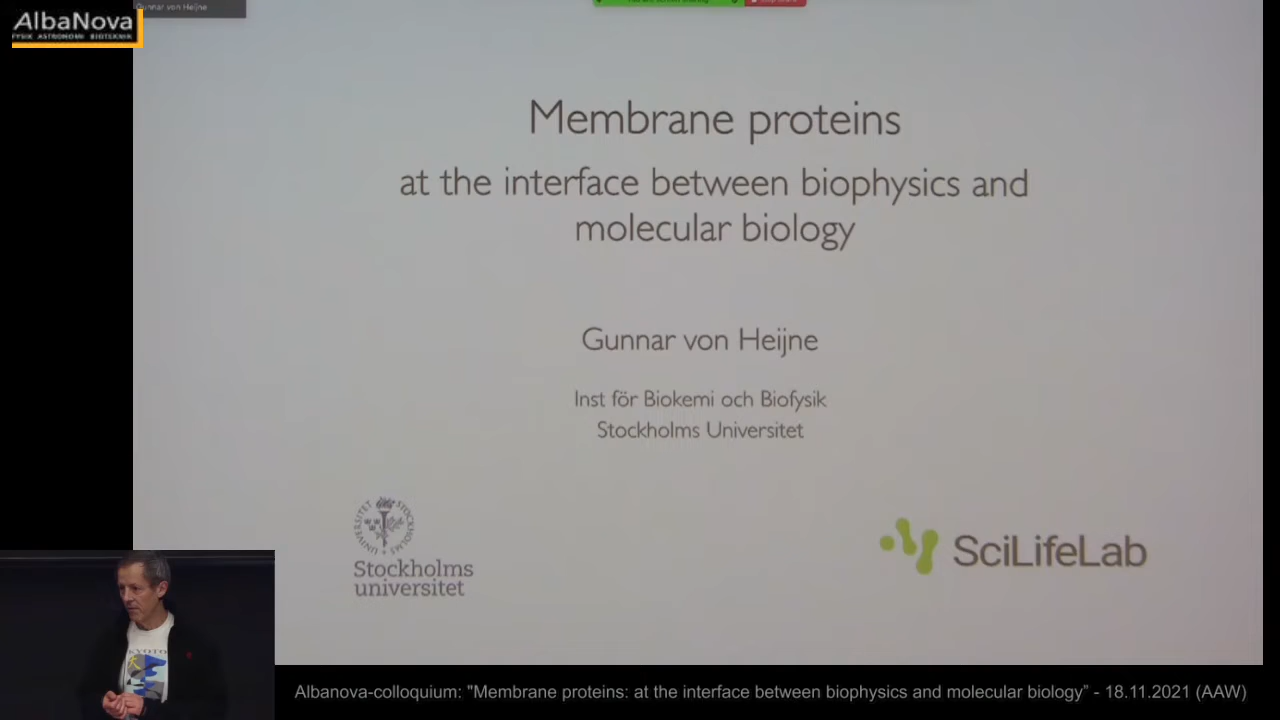 Gunnar von Heijne
AlbaNova
FYSIK ASTRONOMI BIOTEKNIK
Membrane proteins
at the interface between biophysics and
molecular biology
Gunnar von Heijne
Inst för Biokemi och Biofysik
Stockholms Universitet
Stockholms
universitet
SciLifeLab
KYOTO
Albanova-colloquium: "Membrane proteins: at the interface between biophysics and molecular biology” - 18.11.2021 (AAW)